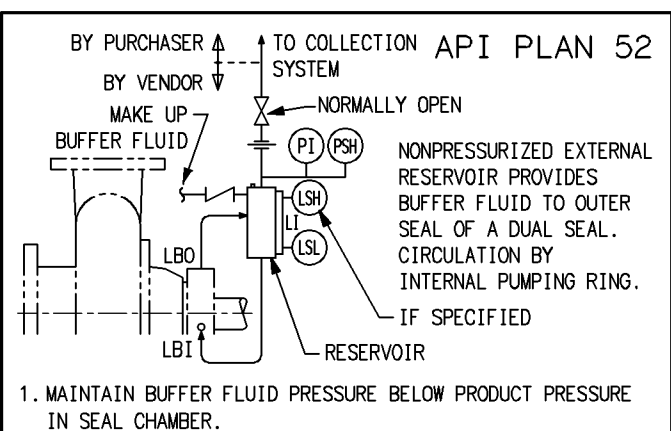 API PLAN 52
BY PURCHASER
BY VENDOR
TO COLLECTION
SYSTEM
MAKE UP
BUFFER FLUID
NORMALLY OPEN
PI
PSH
LSH
LI
LSL
LBO
LBI
NONPRESSURIZED EXTERNAL
RESERVOIR PROVIDES
BUFFER FLUID TO OUTER
SEAL OF A DUAL SEAL.
CIRCULATION BY
INTERNAL PUMPING RING.
IF SPECIFIED
RESERVOIR
1. MAINTAIN BUFFER FLUID PRESSURE BELOW PRODUCT PRESSURE
IN SEAL CHAMBER.